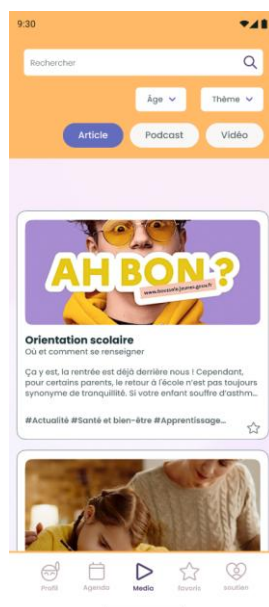 9:30
Rechercher
Âge
Thème
Article
Podcast
Vidéo
AH BON ?
www.boussole.jeunes.gouv.fr
Orientation scolaire
Où et comment se renseigner
Ça y est, la rentrée est déjà derrière nous ! Cependant,
pour certains parents, le retour à l'école n'est pas toujours
synonyme de tranquillité. Si votre enfant souffre d'asthm...
#Actualité #Santé et bien-être #Apprentissage...
Profil
Agenda
Media
favoris
soutien